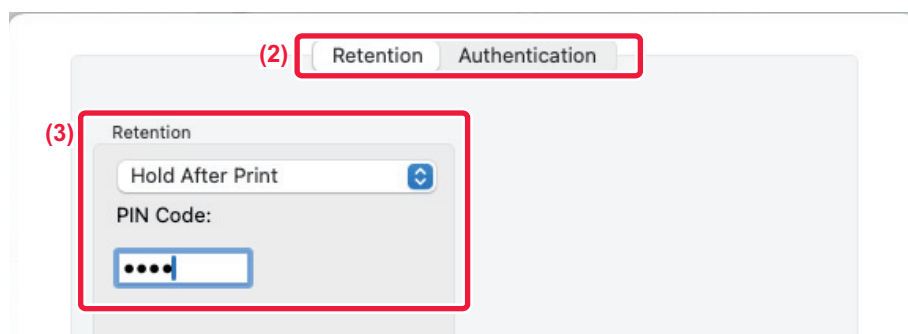 (2) Retention Authentication
(3) Retention
Hold After Print
PIN Code:
••••